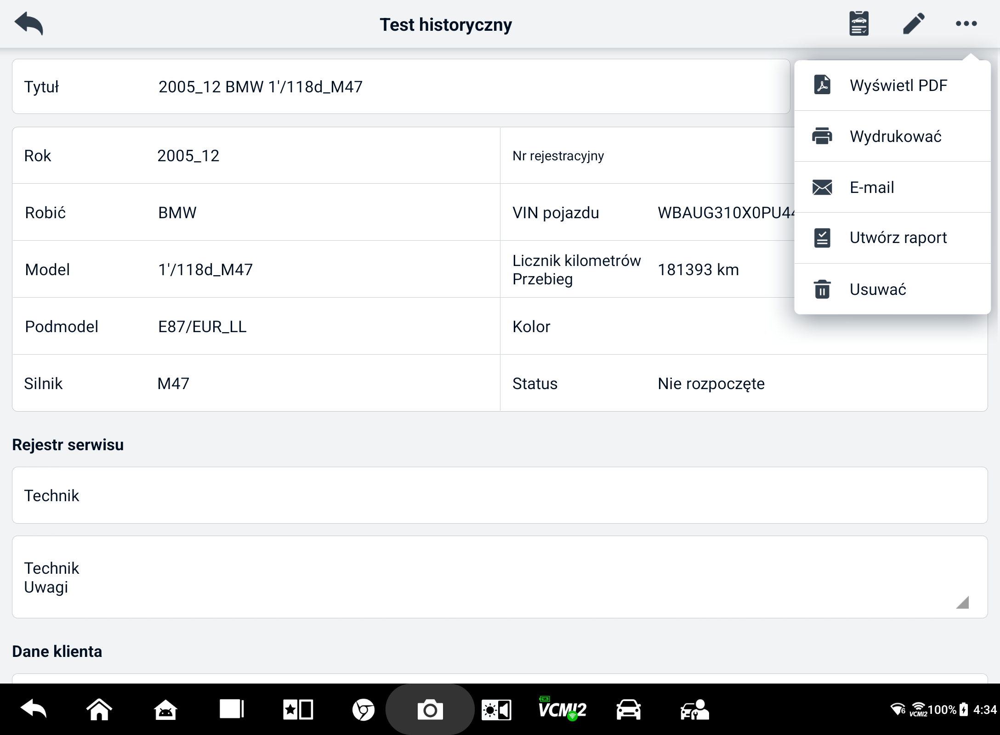 Test historyczny
Tytuł 2005_12 BMW 1'/118d_M47
Wyświetl PDF
Wydrukować
E-mail
Utwórz raport
Usuwać
Rok 2005_12 Nr rejestracyjny
Robić BMW VIN pojazdu WBAUG310X0PU4
Model 1'/118d_M47 Licznik kilometrów Przebieg 181393 km
Podmodel E87/EUR_LL Kolor
Silnik M47 Status Nie rozpoczęte
Rejestr serwisu
Technik
Technik
Uwagi
Dane klienta
VCMI2 6 VCMI2 100% 4:34